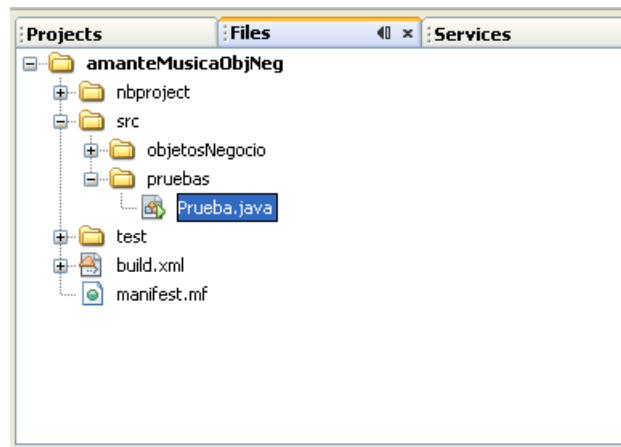 Projects Files Services
amanteMusicaObjNeg
nbproject
src
objetosNegocio
pruebas
Prueba.java
test
build.xml
manifest.mf